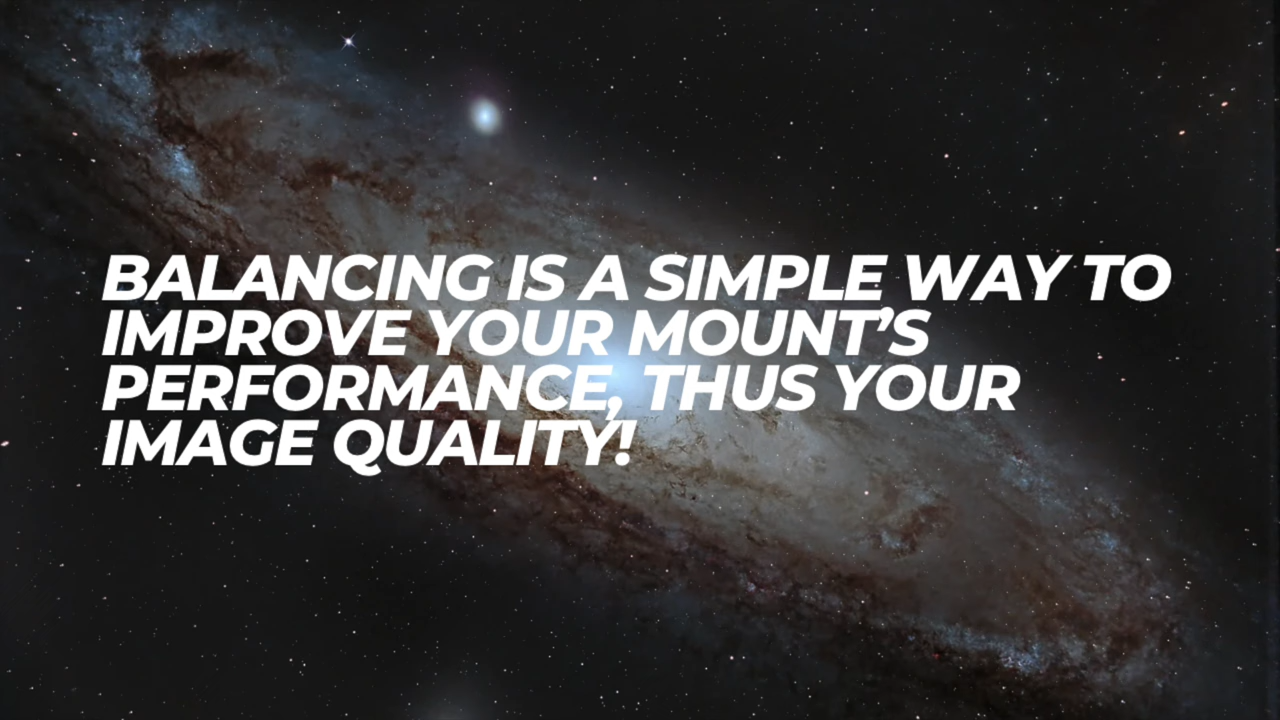 BALANCING IS A SIMPLE WAY TO
IMPROVE YOUR MOUNT’S
PERFORMANCE, THUS YOUR
IMAGE QUALITY!